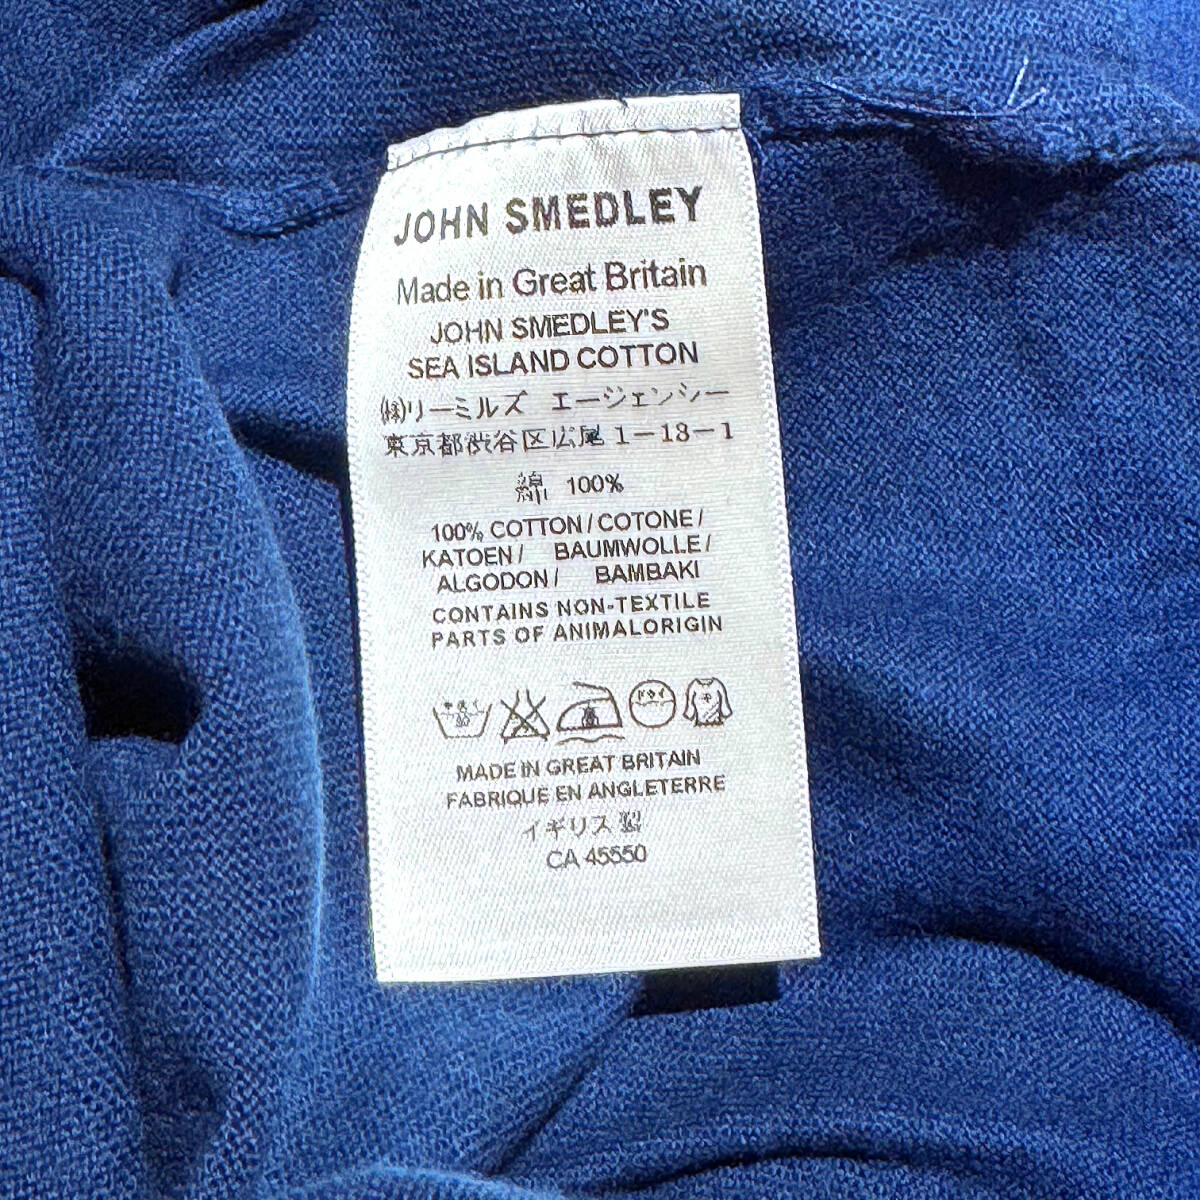 JOHN SMEDLEY
Made in Great Britain
JOHN SMEDLEY'S
SEA ISLAND COTTON
㈱リーミルズ エージェンシー
東京都渋谷区広尾1-18-1
綿 100%
100% COTTON / COTONE /
KATOEN / BAUMWOLLE /
ALGODON / BAMBAKI
CONTAINS NON-TEXTILE
PARTS OF ANIMALORIGIN
ドライ
MADE IN GREAT BRITAIN
FABRIQUE EN ANGLETERRE
イギリス製
CA 45550